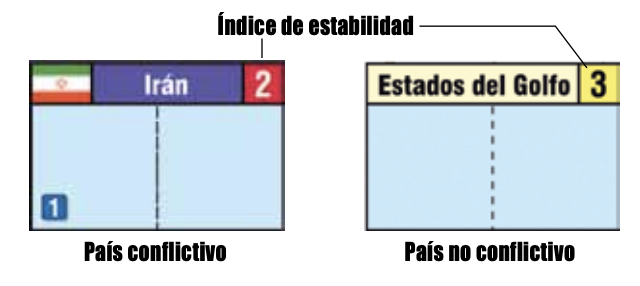 Índice de estabilidad
Irán 2
Estados del Golfo 3
1
País conflictivo
País no conflictivo